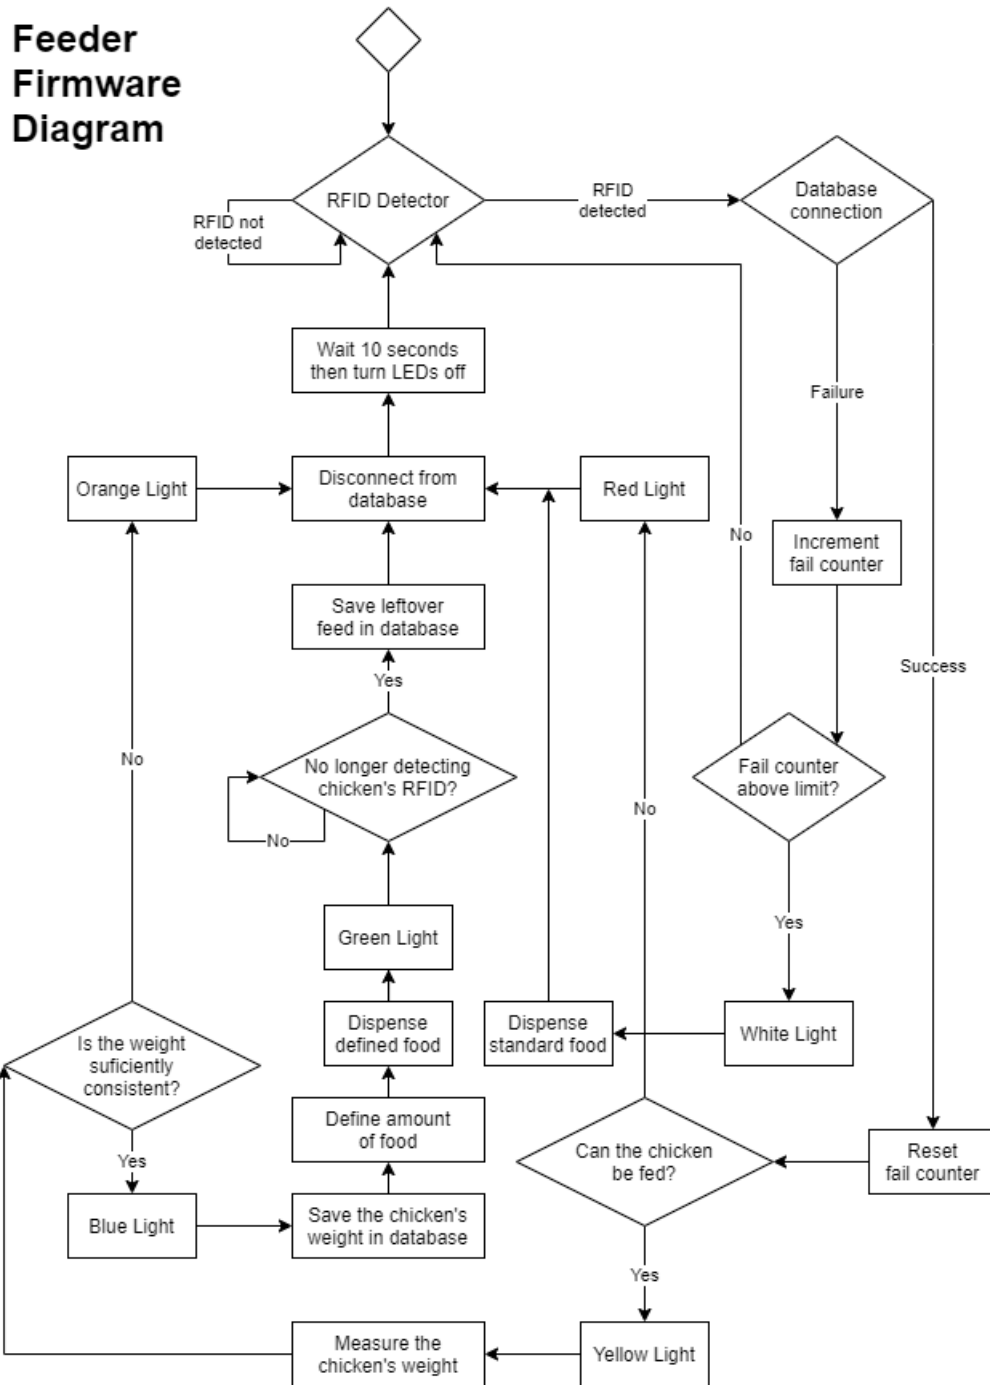 Feeder
Firmware
Diagram
RFID Detector
RFID
detected
Database
connection
RFID not
detected
Wait 10 seconds
then turn LEDs off
Failure
Orange Light
Disconnect from
database
Red Light
No
Increment
fail counter
Save leftover
feed in database
Success
Yes
No
No longer detecting
chicken's RFID?
Fail counter
above limit?
No
No
Yes
Green Light
Dispense
defined food
Dispense
standard food
White Light
Is the weight
suficiently
consistent?
Define amount
of food
Can the chicken
be fed?
Reset
fail counter
Yes
Blue Light
Save the chicken's
weight in database
Yes
Measure the
chicken's weight
Yellow Light